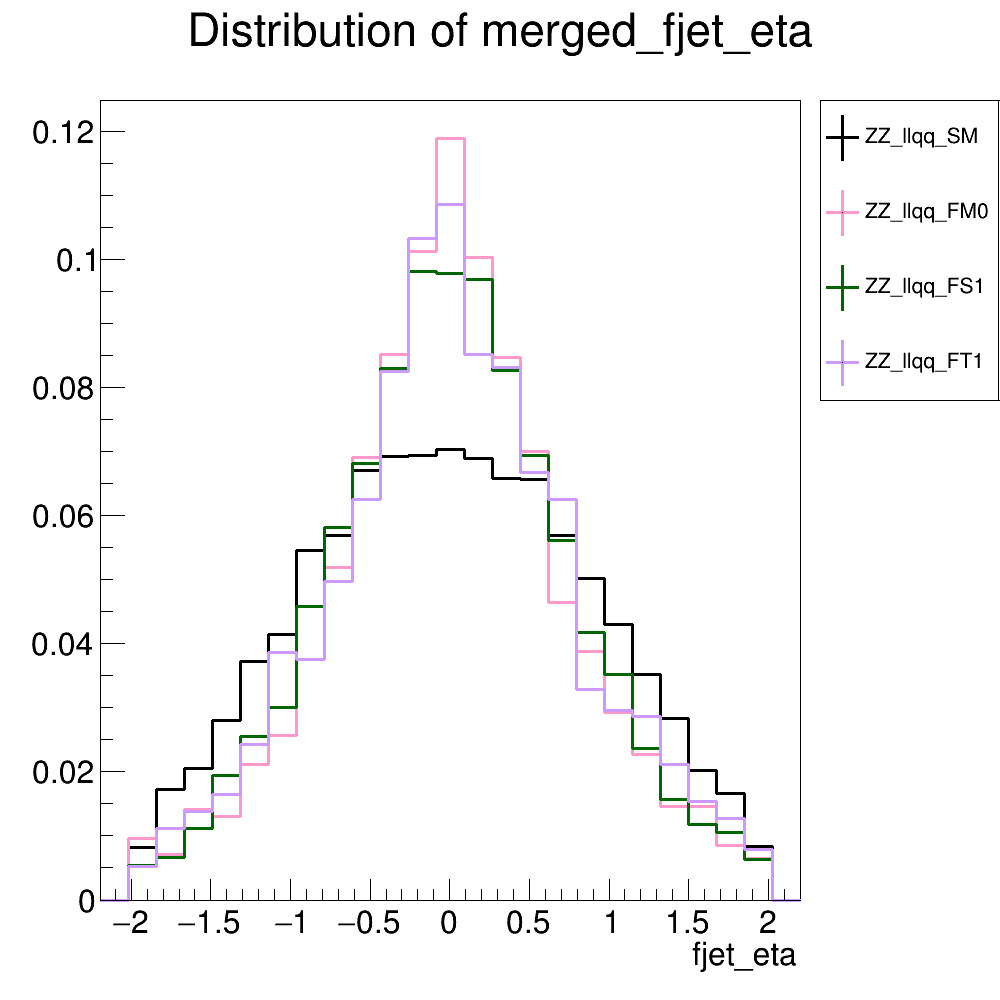 Distribution of merged_fjet_eta
0.12
0.1
0.08
0.06
0.04
0.02
0
−2 −1.5 −1 −0.5 0 0.5 1 1.5 2
fjet_eta
ZZ_llqq_SM
ZZ_llqq_FM0
ZZ_llqq_FS1
ZZ_llqq_FT1